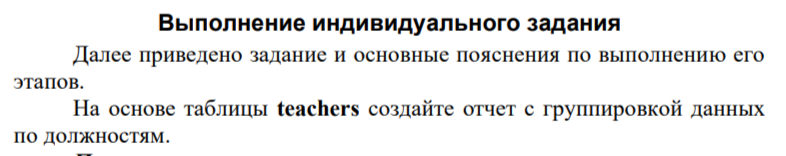 Выполнение индивидуального задания
Далее приведено задание и основные пояснения по выполнению его
этапов.
На основе таблицы teachers создайте отчет с группировкой данных
по должностям.